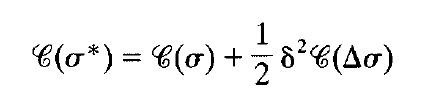 𝒞(σ*) = 𝒞(σ) + 1/2 δ²𝒞(Δσ)